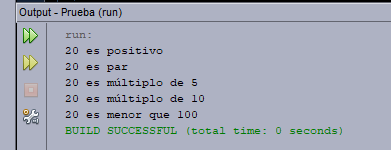 Output - Prueba (run)
run:
20 es positivo
20 es par
20 es múltiplo de 5
20 es múltiplo de 10
20 es menor que 100
BUILD SUCCESSFUL (total time: 0 seconds)